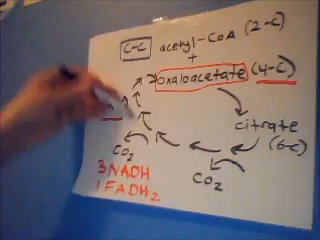 C-C acetyl-CoA (2-C)
+
oxaloacetate (4-C)
citrate
(6-C)
CO2
CO2
3 NADH
1 FADH2